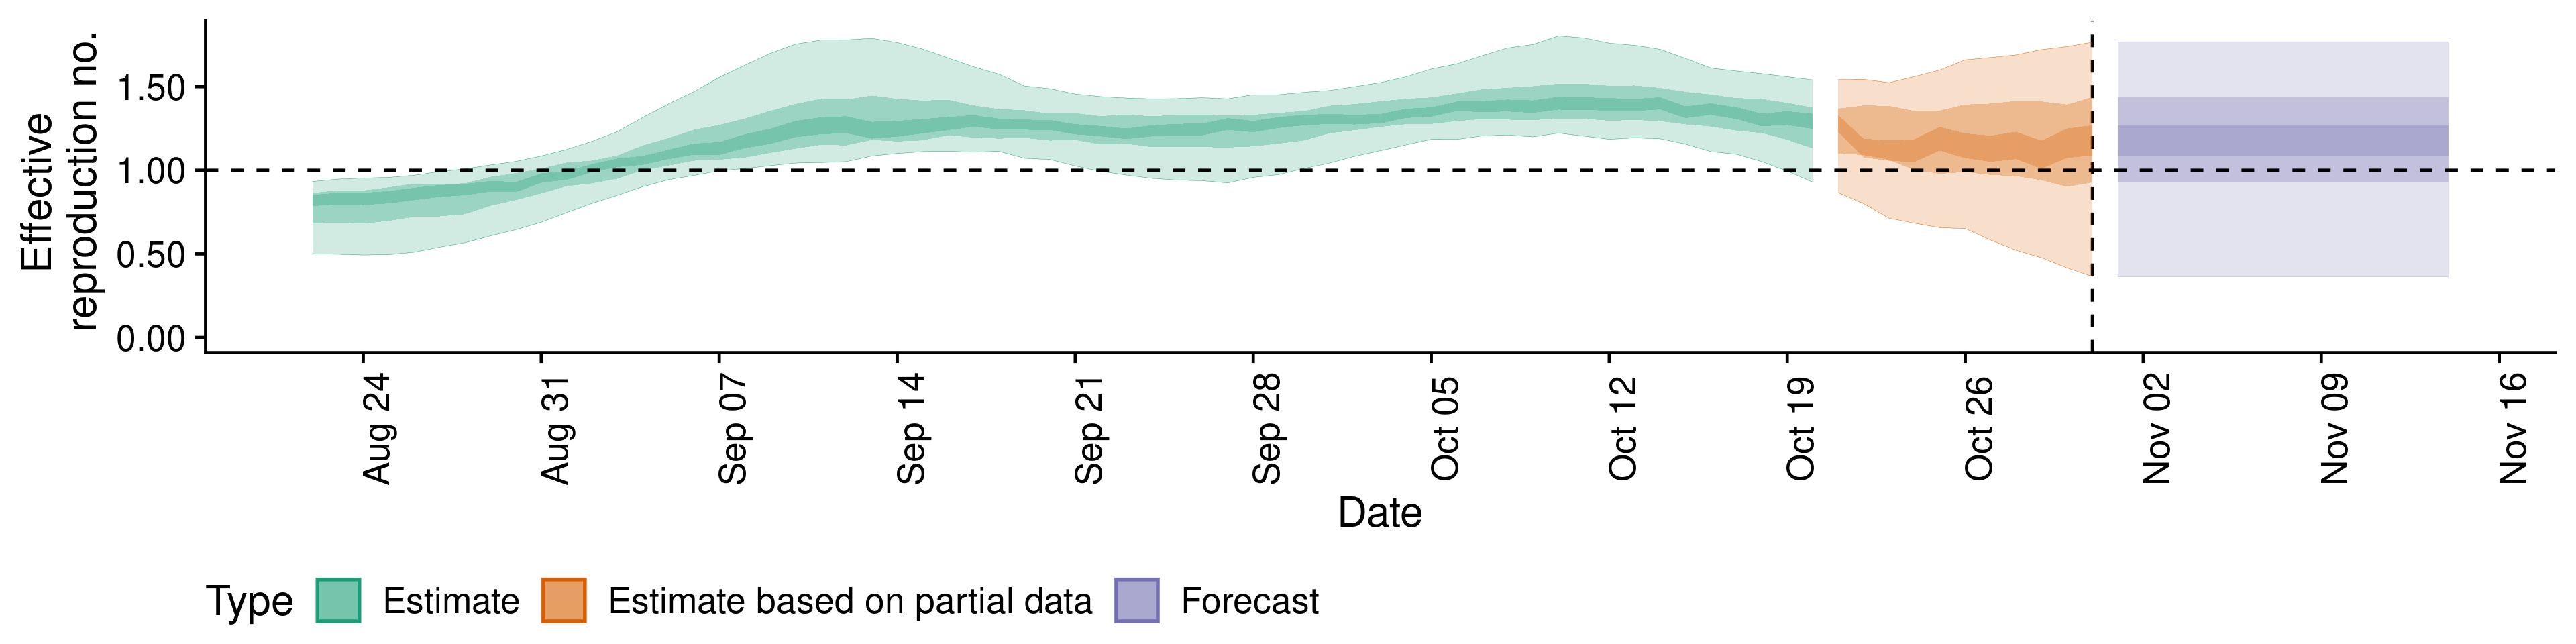 Effective
reproduction no.
1.50
1.00
0.50
0.00
Aug 24
Aug 31
Sep 07
Sep 14
Sep 21
Sep 28
Oct 05
Oct 12
Oct 19
Oct 26
Nov 02
Nov 09
Nov 16
Date
Type Estimate Estimate based on partial data Forecast